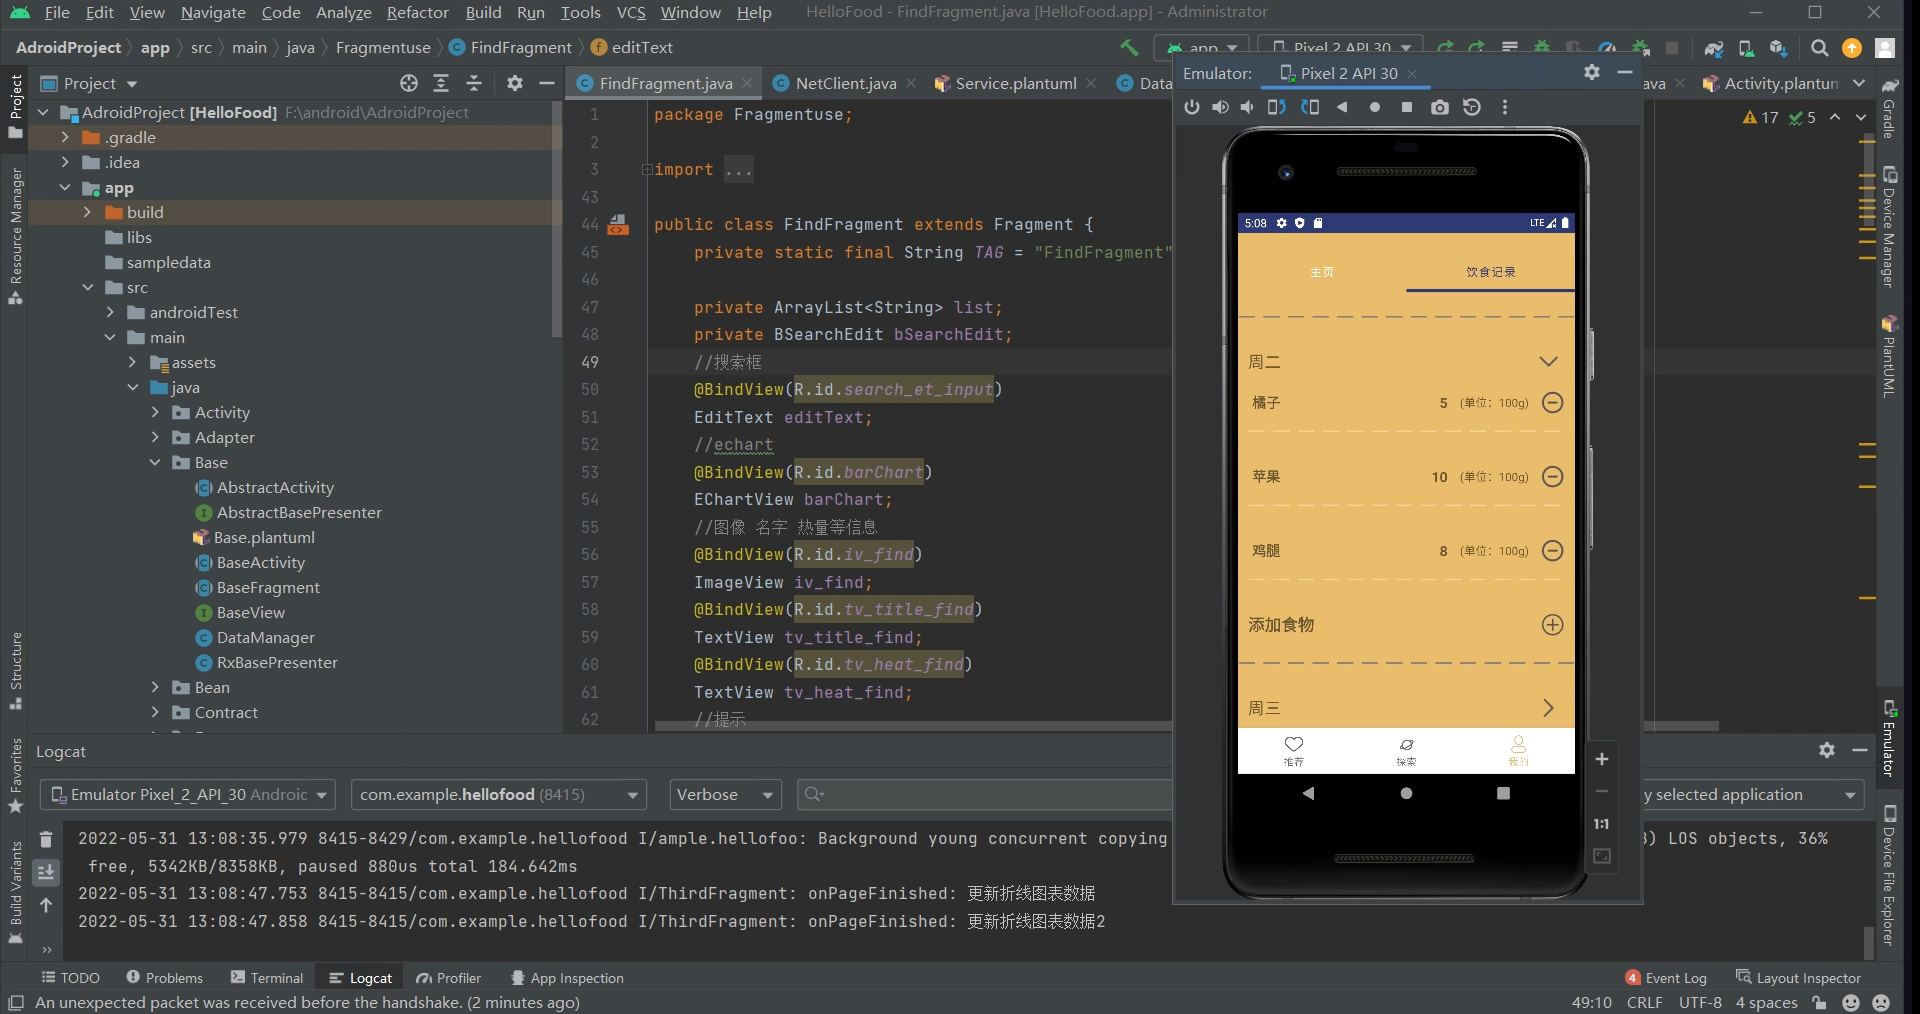 File Edit View Navigate Code Analyze Refactor Build Run Tools VCS Window Help HelloFood - FindFragment.java [HelloFood.app] - Administrator
AdroidProject app src main java Fragmentuse FindFragment editText
app Pixel 2 API 30
Project
FindFragment.java NetClient.java Service.plantuml Data
Emulator: Pixel 2 API 30
ava Activity.plantum
17 5
AdroidProject [HelloFood] F:\android\AdroidProject
.gradle
.idea
app
build
libs
sampledata
src
androidTest
main
assets
java
Activity
Adapter
Base
AbstractActivity
AbstractBasePresenter
Base.plantuml
BaseActivity
BaseFragment
BaseView
DataManager
RxBasePresenter
Bean
Contract
1 package Fragmentuse;
2
3 import ...
43
44 public class FindFragment extends Fragment {
45 private static final String TAG = "FindFragment"
46
47 private ArrayList<String> list;
48 private BSearchEdit bSearchEdit;
49 //搜索框
50 @BindView(R.id.search_et_input)
51 EditText editText;
52 //echart
53 @BindView(R.id.barChart)
54 EChartView barChart;
55 //图像 名字 热量等信息
56 @BindView(R.id.iv_find)
57 ImageView iv_find;
58 @BindView(R.id.tv_title_find)
59 TextView tv_title_find;
60 @BindView(R.id.tv_heat_find)
61 TextView tv_heat_find;
62 //提示
5:08 LTE
主页 饮食记录
周二
橘子 5 (单位: 100g)
苹果 10 (单位: 100g)
鸡腿 8 (单位: 100g)
添加食物
周三
推荐 探索 我的
1:1
Project
Resource Manager
Structure
Favorites
Build Variants
Gradle
Device Manager
PlantUML
Emulator
Device File Explorer
Logcat
Emulator Pixel_2_API_30 Androic com.example.hellofood (8415) Verbose y selected application
2022-05-31 13:08:35.979 8415-8429/com.example.hellofood I/ample.hellofoo: Background young concurrent copying 3) LOS objects, 36%
free, 5342KB/8358KB, paused 880us total 184.642ms
2022-05-31 13:08:47.753 8415-8415/com.example.hellofood I/ThirdFragment: onPageFinished: 更新折线图表数据
2022-05-31 13:08:47.858 8415-8415/com.example.hellofood I/ThirdFragment: onPageFinished: 更新折线图表数据2
TODO Problems Terminal Logcat Profiler App Inspection 4 Event Log Layout Inspector
An unexpected packet was received before the handshake. (2 minutes ago) 49:10 CRLF UTF-8 4 spaces